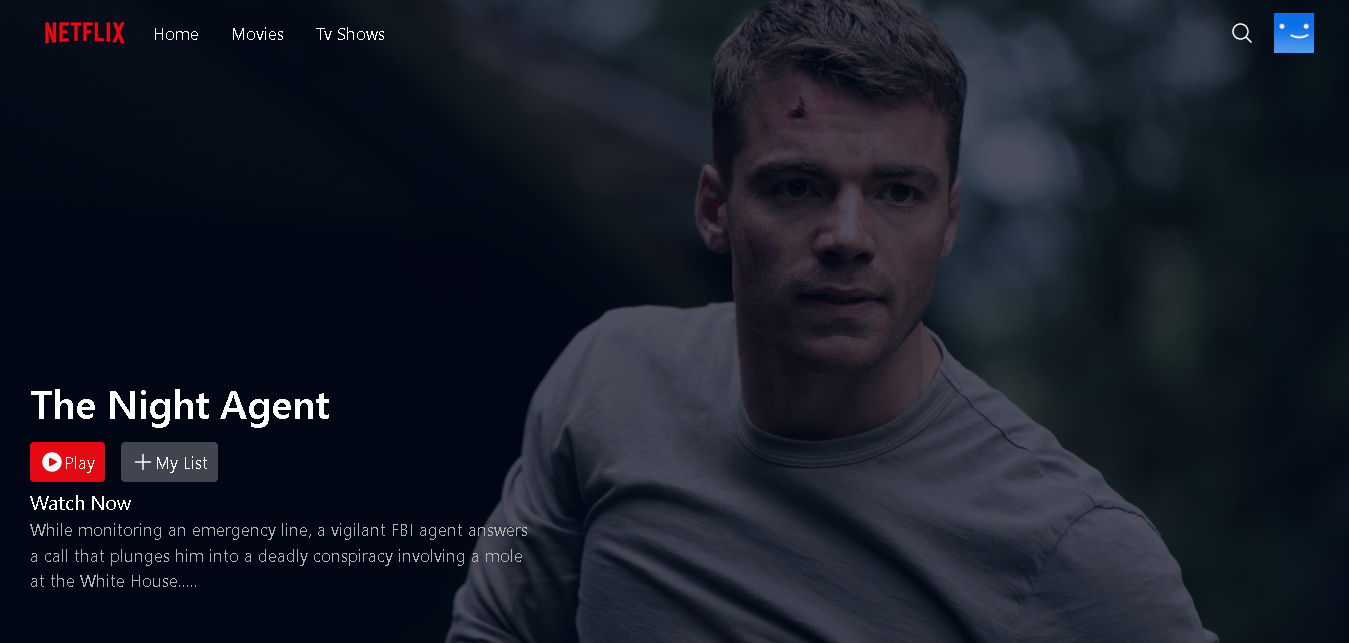 NETFLIX Home Movies Tv Shows
The Night Agent
Play My List
Watch Now
While monitoring an emergency line, a vigilant FBI agent answers
a call that plunges him into a deadly conspiracy involving a mole
at the White House.....